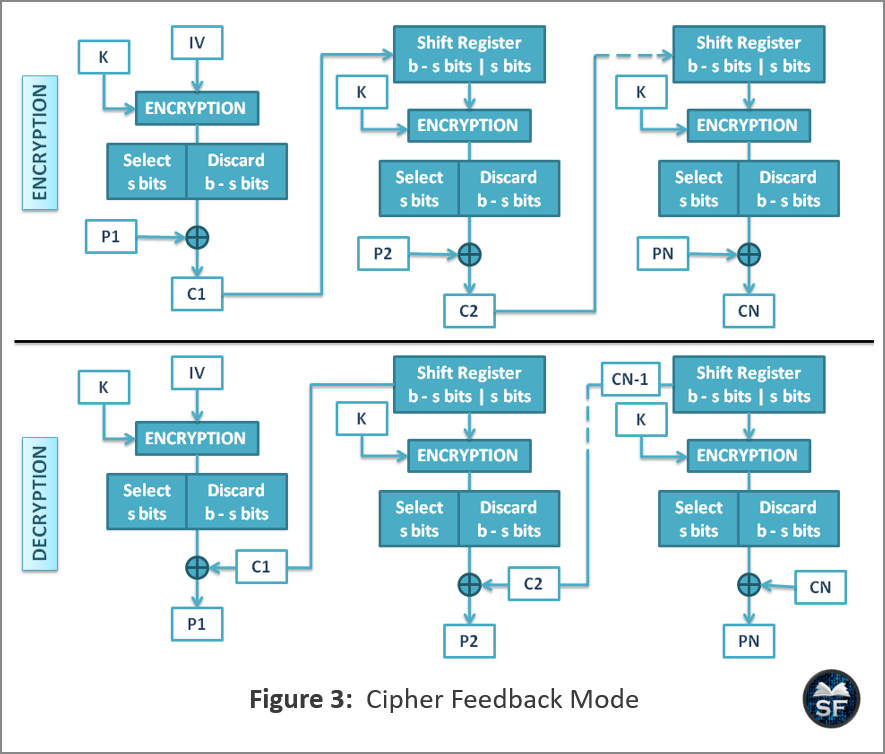 ENCRYPTION
K
IV
ENCRYPTION
Select
s bits
Discard
b - s bits
P1
C1
Shift Register
b - s bits | s bits
K
ENCRYPTION
Select
s bits
Discard
b - s bits
P2
C2
Shift Register
b - s bits | s bits
K
ENCRYPTION
Select
s bits
Discard
b - s bits
PN
CN
DECRYPTION
K
IV
ENCRYPTION
Select
s bits
Discard
b - s bits
C1
P1
Shift Register
b - s bits | s bits
K
ENCRYPTION
Select
s bits
Discard
b - s bits
C2
P2
CN-1
Shift Register
b - s bits | s bits
K
ENCRYPTION
Select
s bits
Discard
b - s bits
CN
PN
Figure 3: Cipher Feedback Mode
SF